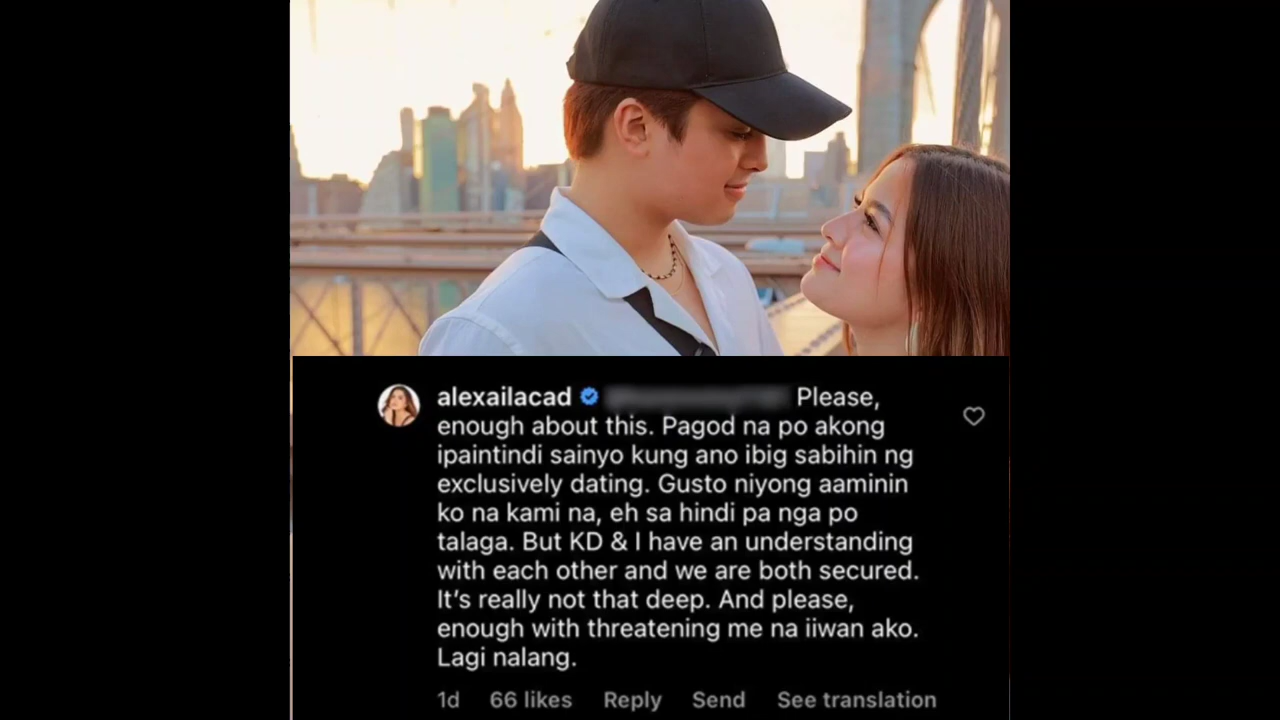 alexailacad Please,
enough about this. Pagod na po akong
ipaintindi sainyo kung ano ibig sabihin ng
exclusively dating. Gusto niyong aaminin
ko na kami na, eh sa hindi pa nga po
talaga. But KD & I have an understanding
with each other and we are both secured.
It's really not that deep. And please,
enough with threatening me na iiwan ako.
Lagi nalang.
1d 66 likes Reply Send See translation